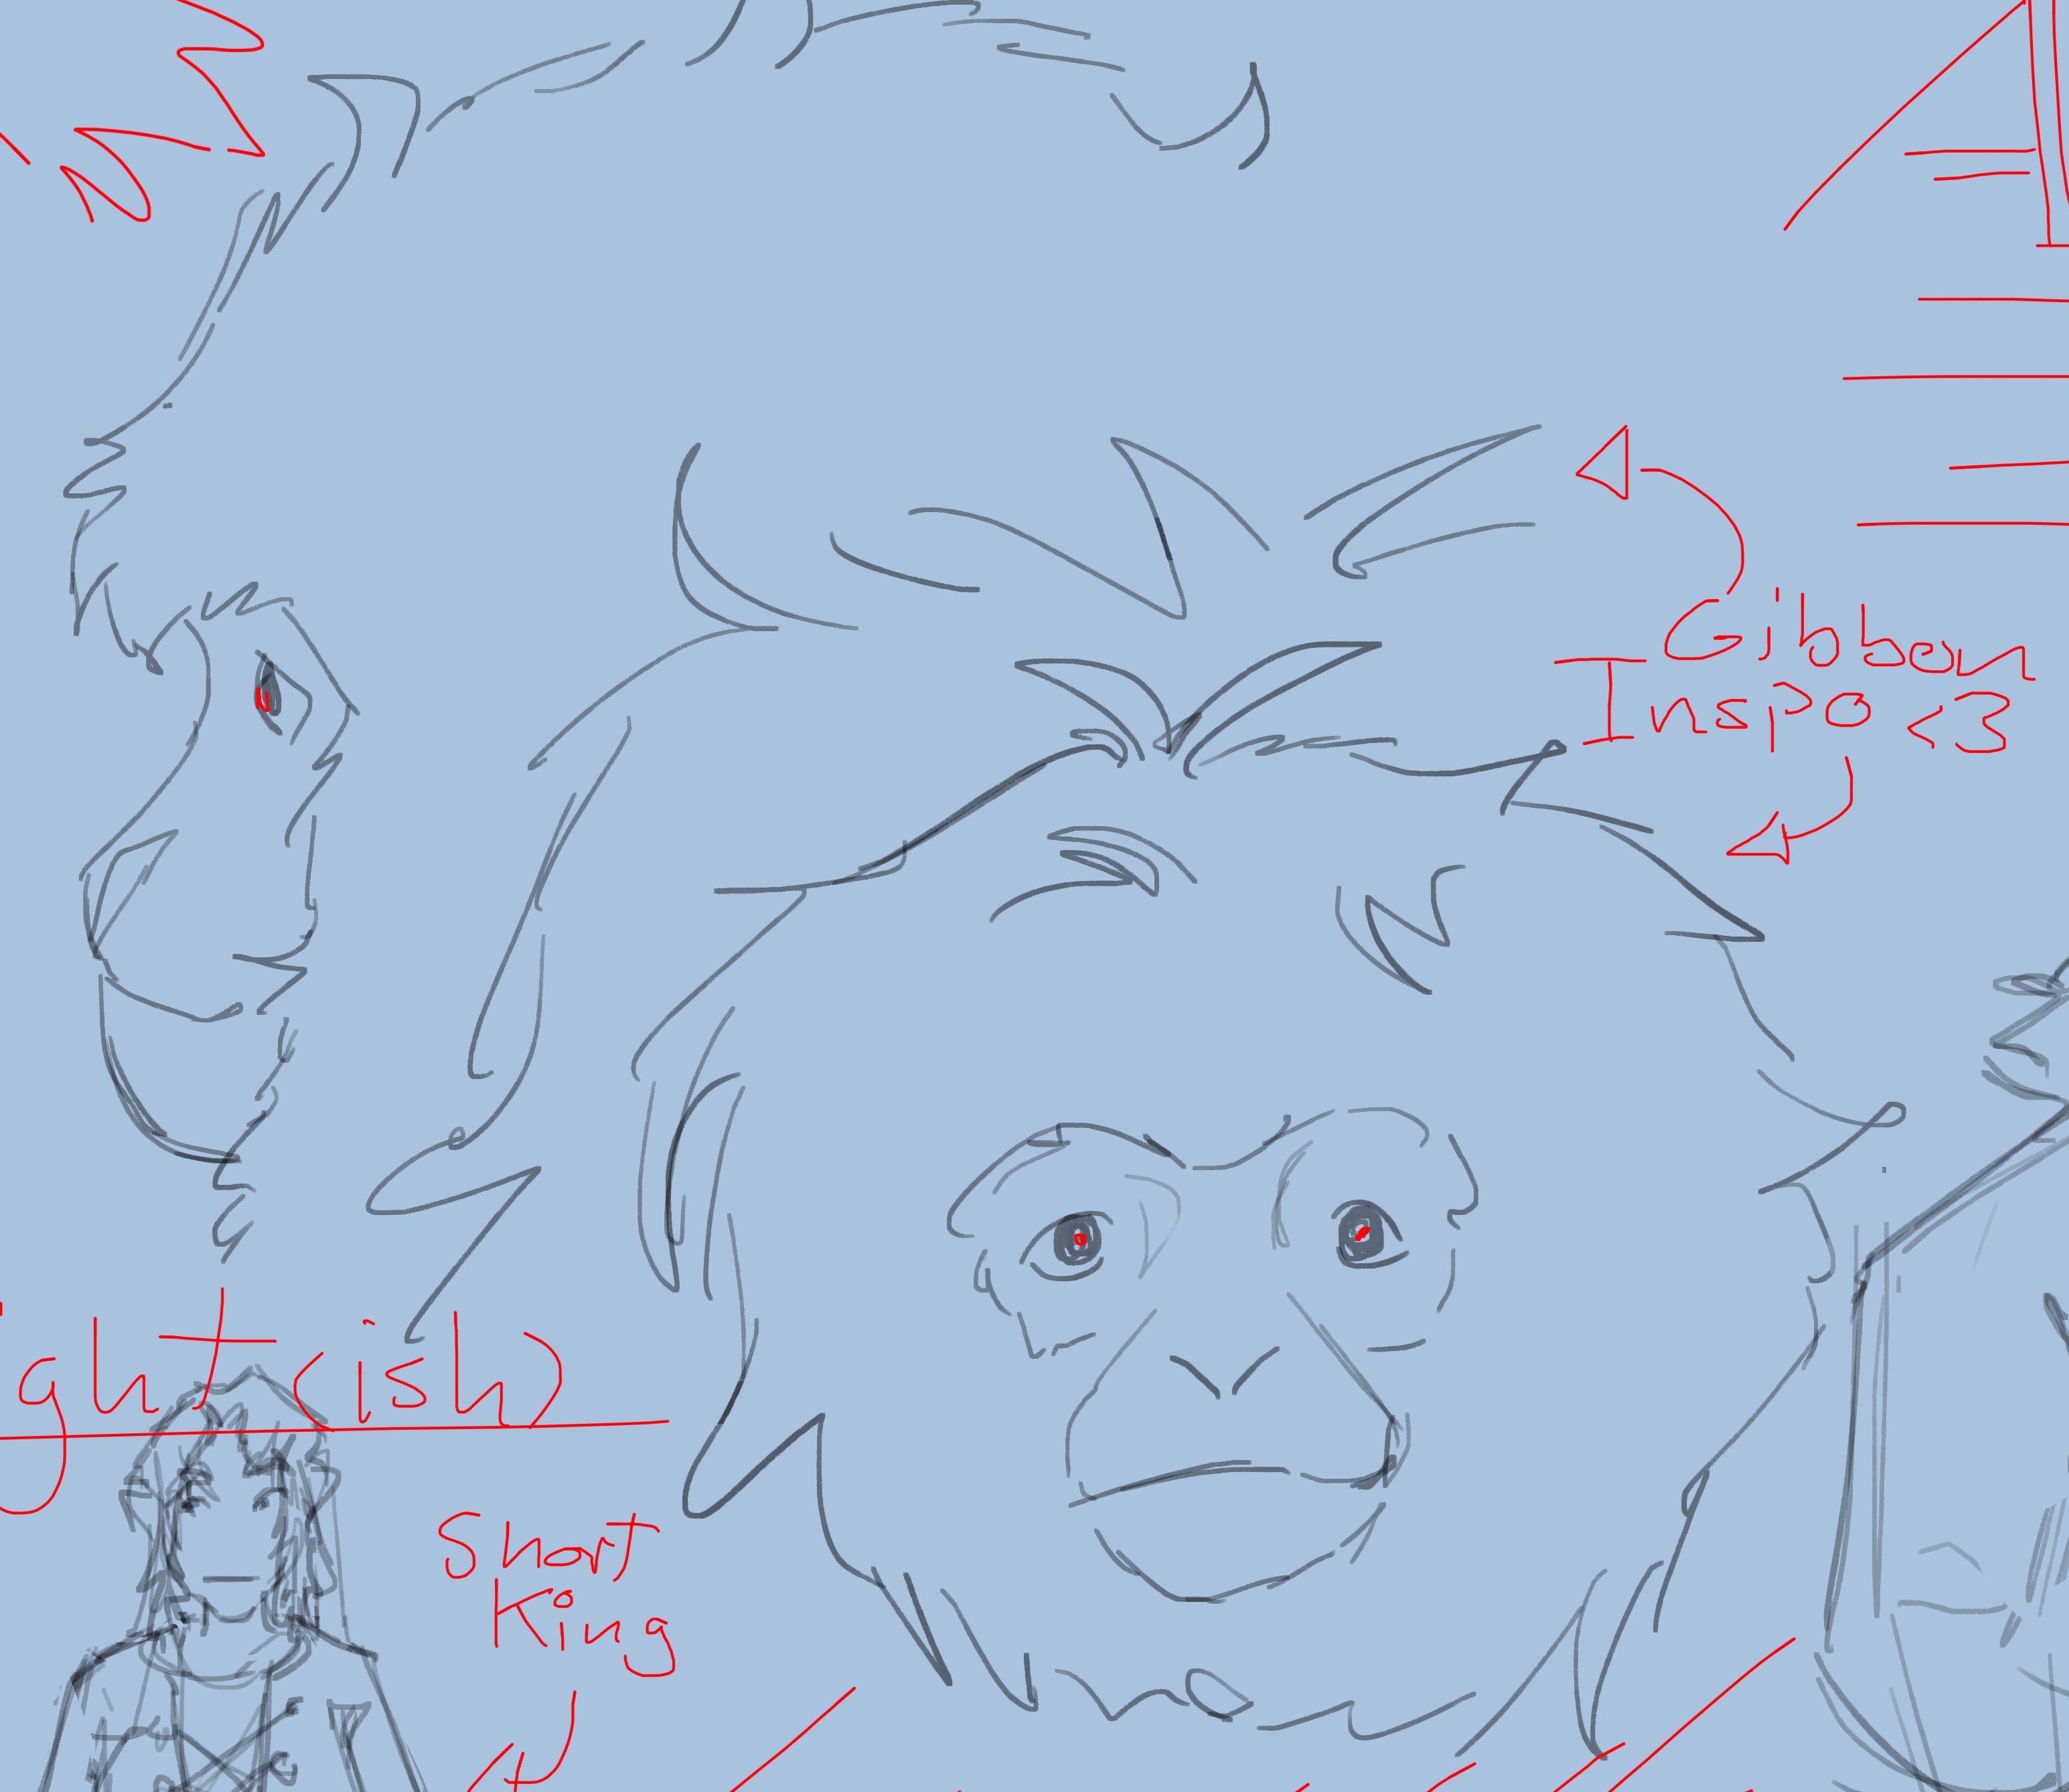 Gibbon
Inspo <3
ght (ish)
Short
King